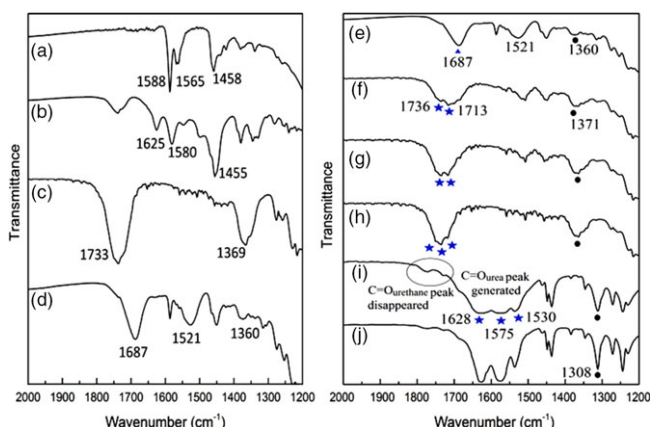 (a)
1588
1565
1458
(b)
1625
1580
1455
(c)
1733
1369
(d)
1687
1521
1360
Transmittance
2000 1900 1800 1700 1600 1500 1400 1300 1200
Wavenumber (cm-1)
(e)
1687
1521
1360
(f)
1736
1713
1371
(g)
(h)
(i)
C=Ourethane peak
disappeared
C=Ourea peak
generated
1628
1575
1530
(j)
1308
Transmittance
2000 1900 1800 1700 1600 1500 1400 1300 1200
Wavenumber (cm-1)